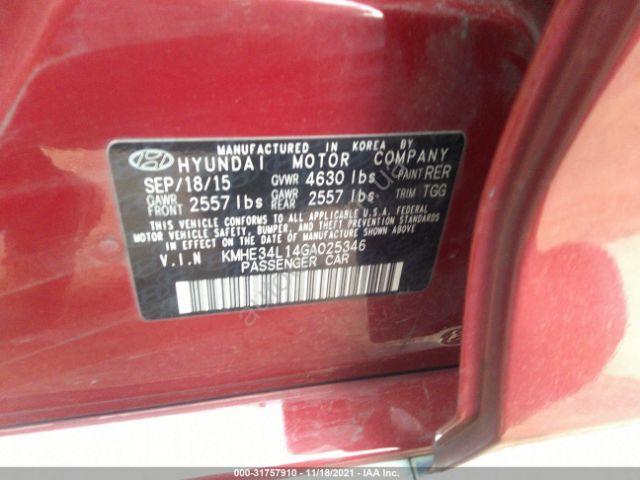 MANUFACTURED IN KOREA BY
HYUNDAI MOTOR COMPANY
SEP/18/15 GVWR 4630 lbs PAINT RER
GAWR FRONT 2557 lbs GAWR REAR 2557 lbs TRIM TGG
THIS VEHICLE CONFORMS TO ALL APPLICABLE U.S.A. FEDERAL
MOTOR VEHICLE SAFETY, BUMPER, AND THEFT PREVENTION STANDARDS
IN EFFECT ON THE DATE OF MANUFACTURE SHOWN ABOVE.
V.I.N KMHE34L14GA025346
PASSENGER CAR
000-31757910 - 11/18/2021 - IAA Inc.